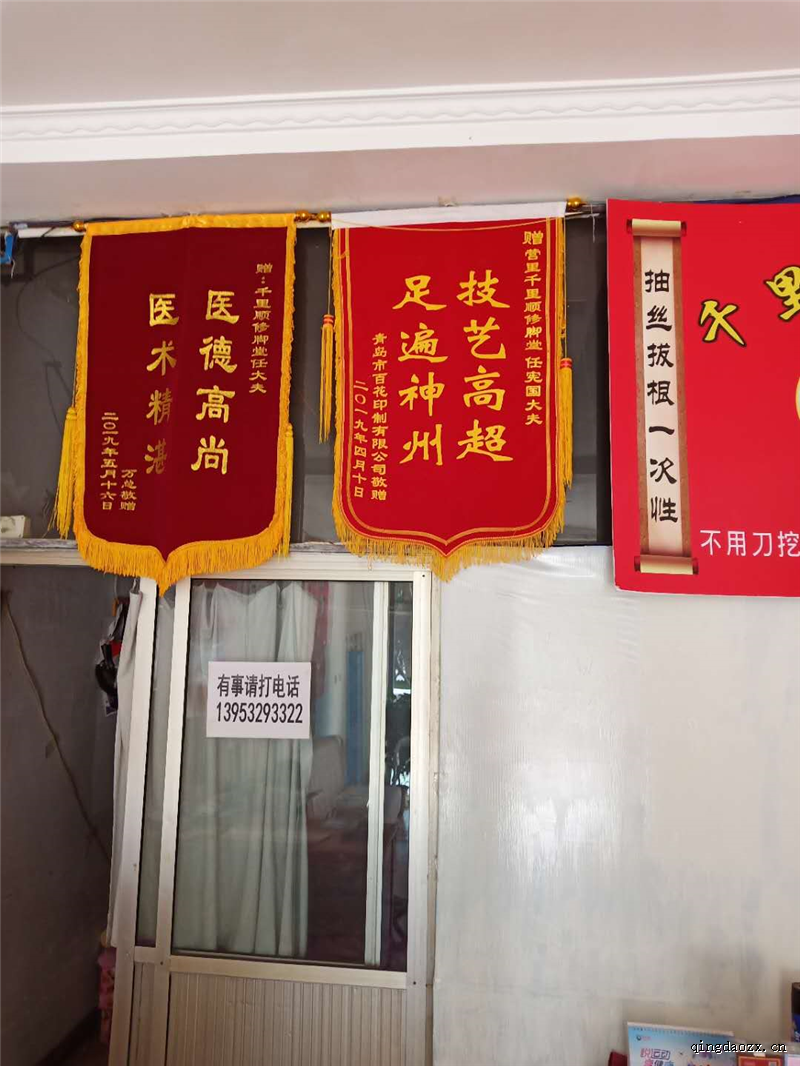 赠：千里顺修脚堂任大夫
医德高尚
医术精湛
万总敬赠
二〇一九年五月十六日
赠营里千里顺修脚堂 任宪国大夫
技艺高超
足遍神州
青岛市百花印制有限公司敬赠
二〇一九年四月十日
抽丝拔根一次性
不用刀挖
有事请打电话
13953293322
qingdaozx.cn